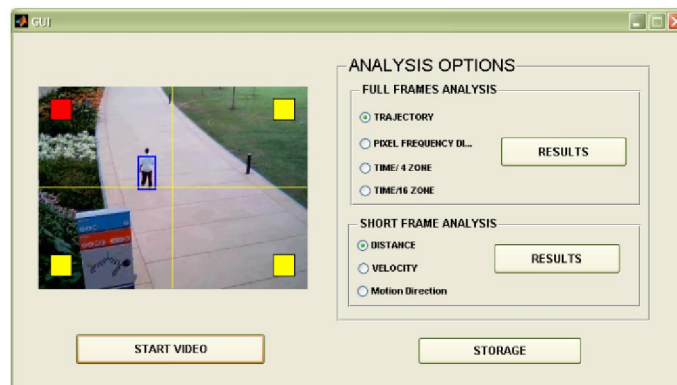 GUI
ANALYSIS OPTIONS
FULL FRAMES ANALYSIS
TRAJECTORY
PIXEL FREQUENCY DI...
TIME/ 4 ZONE
TIME/16 ZONE
RESULTS
SHORT FRAME ANALYSIS
DISTANCE
VELOCITY
Motion Direction
RESULTS
START VIDEO
STORAGE